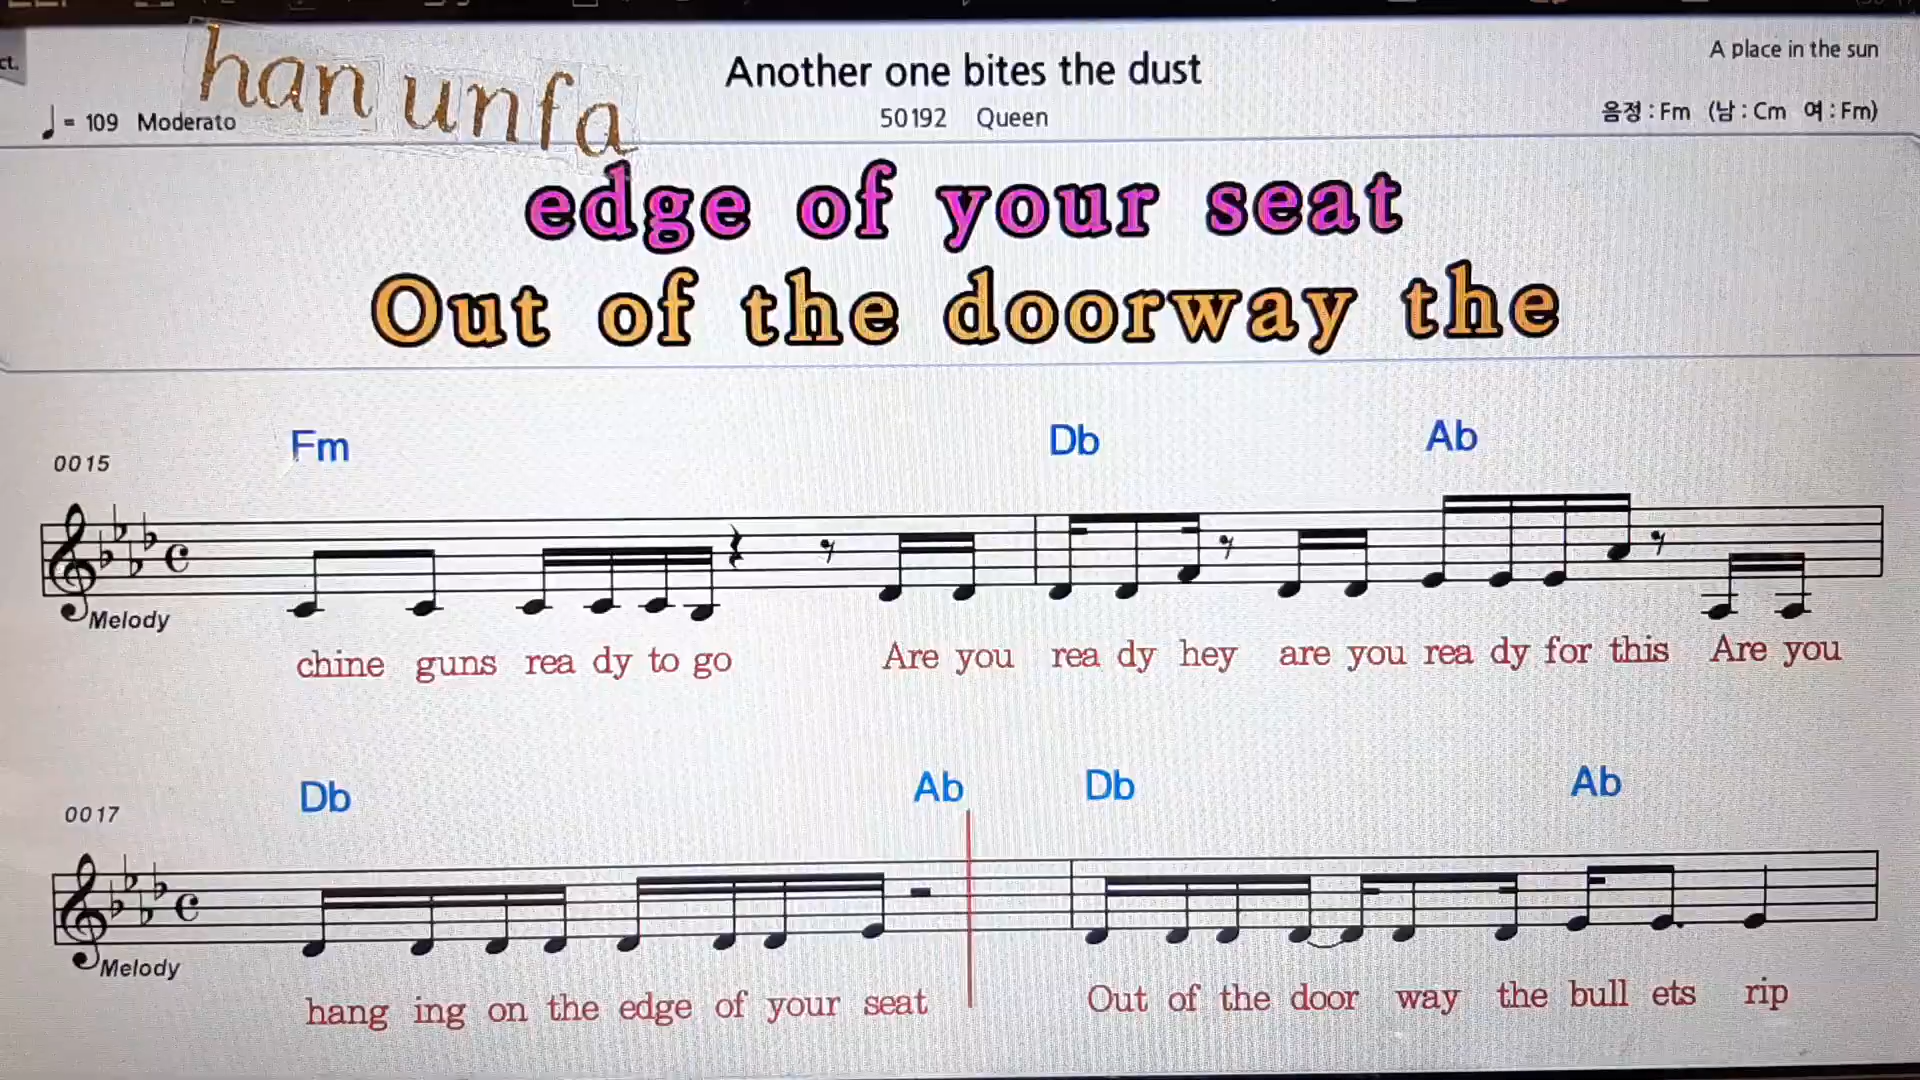 ct.
han unfa
Another one bites the dust
A place in the sun
♩= 109 Moderato
50192 Queen
음정 : Fm (남 : Cm 여 : Fm)
edge of your seat
Out of the doorway the
Fm Db Ab
0015
Melody
chine guns rea dy to go Are you rea dy hey are you rea dy for this Are you
Db Ab Db Ab
0017
Melody
hang ing on the edge of your seat Out of the door way the bull ets rip